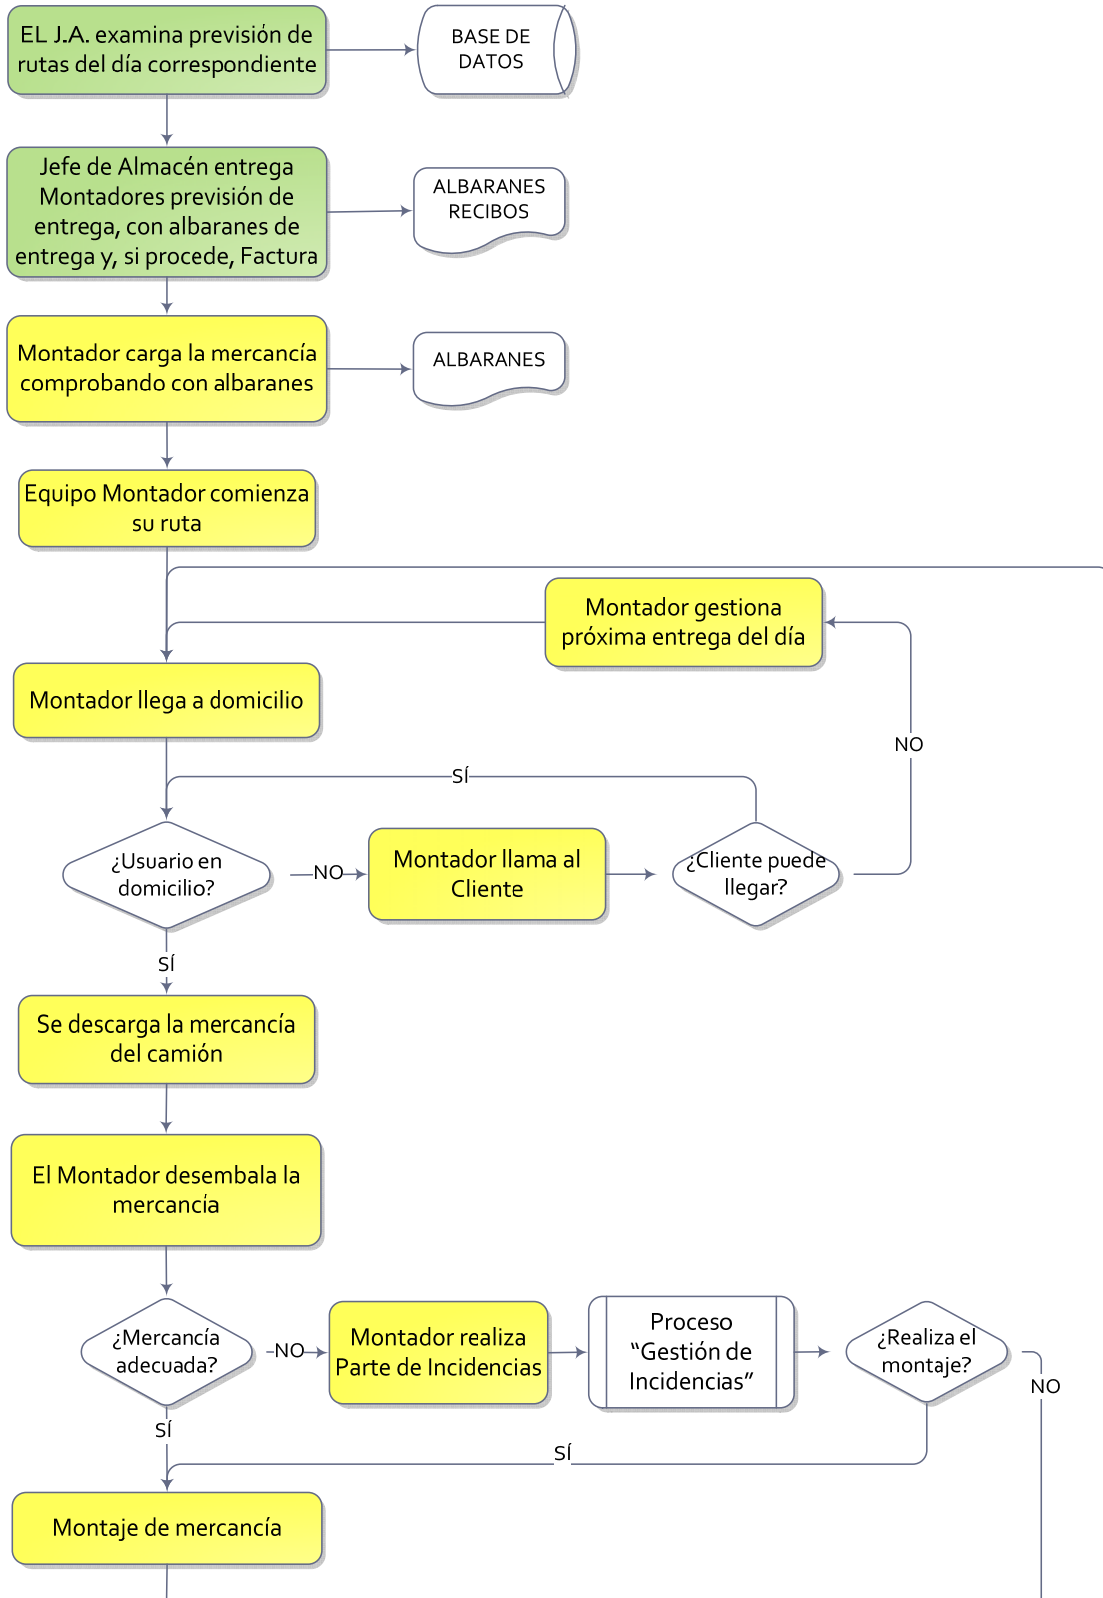 EL J.A. examina previsión de
rutas del día correspondiente
BASE DE
DATOS
Jefe de Almacén entrega
Montadores previsión de
entrega, con albaranes de
entrega y, si procede, Factura
ALBARANES
RECIBOS
Montador carga la mercancía
comprobando con albaranes
ALBARANES
Equipo Montador comienza
su ruta
Montador gestiona
próxima entrega del día
Montador llega a domicilio
NO
SÍ
¿Usuario en
domicilio?
NO
Montador llama al
Cliente
¿Cliente puede
llegar?
SÍ
Se descarga la mercancía
del camión
El Montador desembala la
mercancía
¿Mercancía
adecuada?
NO
Montador realiza
Parte de Incidencias
Proceso
“Gestión de
Incidencias”
¿Realiza el
montaje?
NO
SÍ
SÍ
Montaje de mercancía